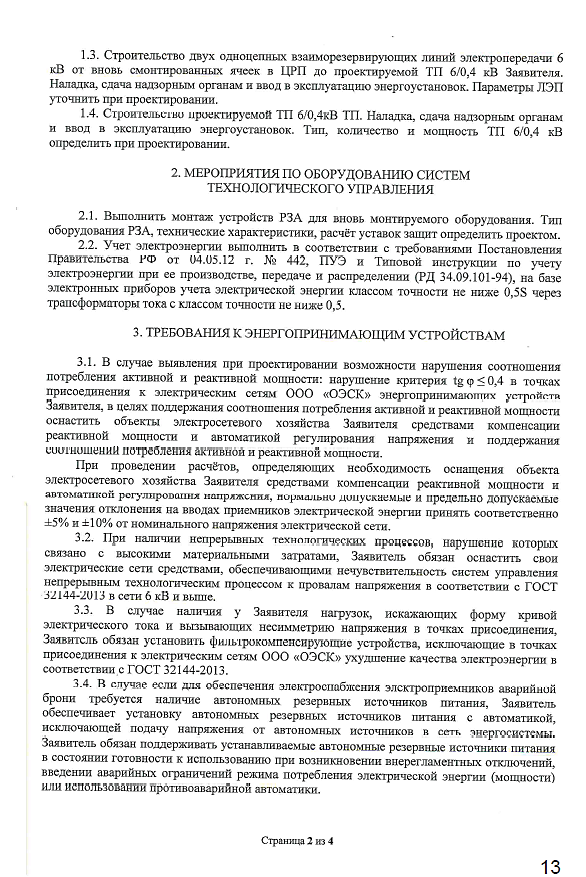 1.3. Строительство двух одноцепных взаиморезервирующих линий электропередачи 6
кВ от вновь смонтированных ячеек в ЦРП до проектируемой ТП 6/0,4 кВ Заявителя.
Наладка, сдача надзорным органам и ввод в эксплуатацию энергоустановок. Параметры ЛЭП
уточнить при проектировании.
1.4. Строительство проектируемой ТП 6/0,4кВ ТП. Наладка, сдача надзорным органам
и ввод в эксплуатацию энергоустановок. Тип, количество и мощность ТП 6/0,4 кВ
определить при проектировании.
2. МЕРОПРИЯТИЯ ПО ОБОРУДОВАНИЮ СИСТЕМ
ТЕХНОЛОГИЧЕСКОГО УПРАВЛЕНИЯ
2.1. Выполнить монтаж устройств РЗА для вновь монтируемого оборудования. Тип
оборудования РЗА, технические характеристики, расчёт уставок защит определить проектом.
2.2. Учет электроэнергии выполнить в соответствии с требованиями Постановления
Правительства РФ от 04.05.12 г. № 442, ПУЭ и Типовой инструкции по учету
электроэнергии при ее производстве, передаче и распределении (РД 34.09.101-94), на базе
электронных приборов учета электрической энергии классом точности не ниже 0,5S через
трансформаторы тока с классом точности не ниже 0,5.
3. ТРЕБОВАНИЯ К ЭНЕРГОПРИНИМАЮЩИМ УСТРОЙСТВАМ
3.1. В случае выявления при проектировании возможности нарушения соотношения
потребления активной и реактивной мощности: нарушение критерия tg φ ≤ 0,4 в точках
присоединения к электрическим сетям ООО «ОЭСК» энергопринимающих устройств
Заявителя, в целях поддержания соотношения потребления активной и реактивной мощности
оснастить объекты электросетевого хозяйства Заявителя средствами компенсации
реактивной мощности и автоматикой регулирования напряжения и поддержания
соотношений потребления активной и реактивной мощности.
При проведении расчётов, определяющих необходимость оснащения объекта
электросетевого хозяйства Заявителя средствами компенсации реактивной мощности и
автоматикой регулирования напряжения, нормально допускаемые и предельно допускаемые
значения отклонения на вводах приемников электрической энергии принять соответственно
±5% и ±10% от номинального напряжения электрической сети.
3.2. При наличии непрерывных технологических процессов, нарушение которых
связано с высокими материальными затратами, Заявитель обязан оснастить свои
электрические сети средствами, обеспечивающими нечувствительность систем управления
непрерывным технологическим процессом к провалам напряжения в соответствии с ГОСТ
32144-2013 в сети 6 кВ и выше.
3.3. В случае наличия у Заявителя нагрузок, искажающих форму кривой
электрического тока и вызывающих несимметрию напряжения в точках присоединения,
Заявитель обязан установить фильтрокомпенсирующие устройства, исключающие в точках
присоединения к электрическим сетям ООО «ОЭСК» ухудшение качества электроэнергии в
соответствии с ГОСТ 32144-2013.
3.4. В случае если для обеспечения электроснабжения электроприемников аварийной
брони требуется наличие автономных резервных источников питания, Заявитель
обеспечивает установку автономных резервных источников питания с автоматикой,
исключающей подачу напряжения от автономных источников в сеть энергосистемы.
Заявитель обязан поддерживать устанавливаемые автономные резервные источники питания
в состоянии готовности к использованию при возникновении внерегламентных отключений,
введении аварийных ограничений режима потребления электрической энергии (мощности)
или использовании противоаварийной автоматики.
Страница 2 из 4
13